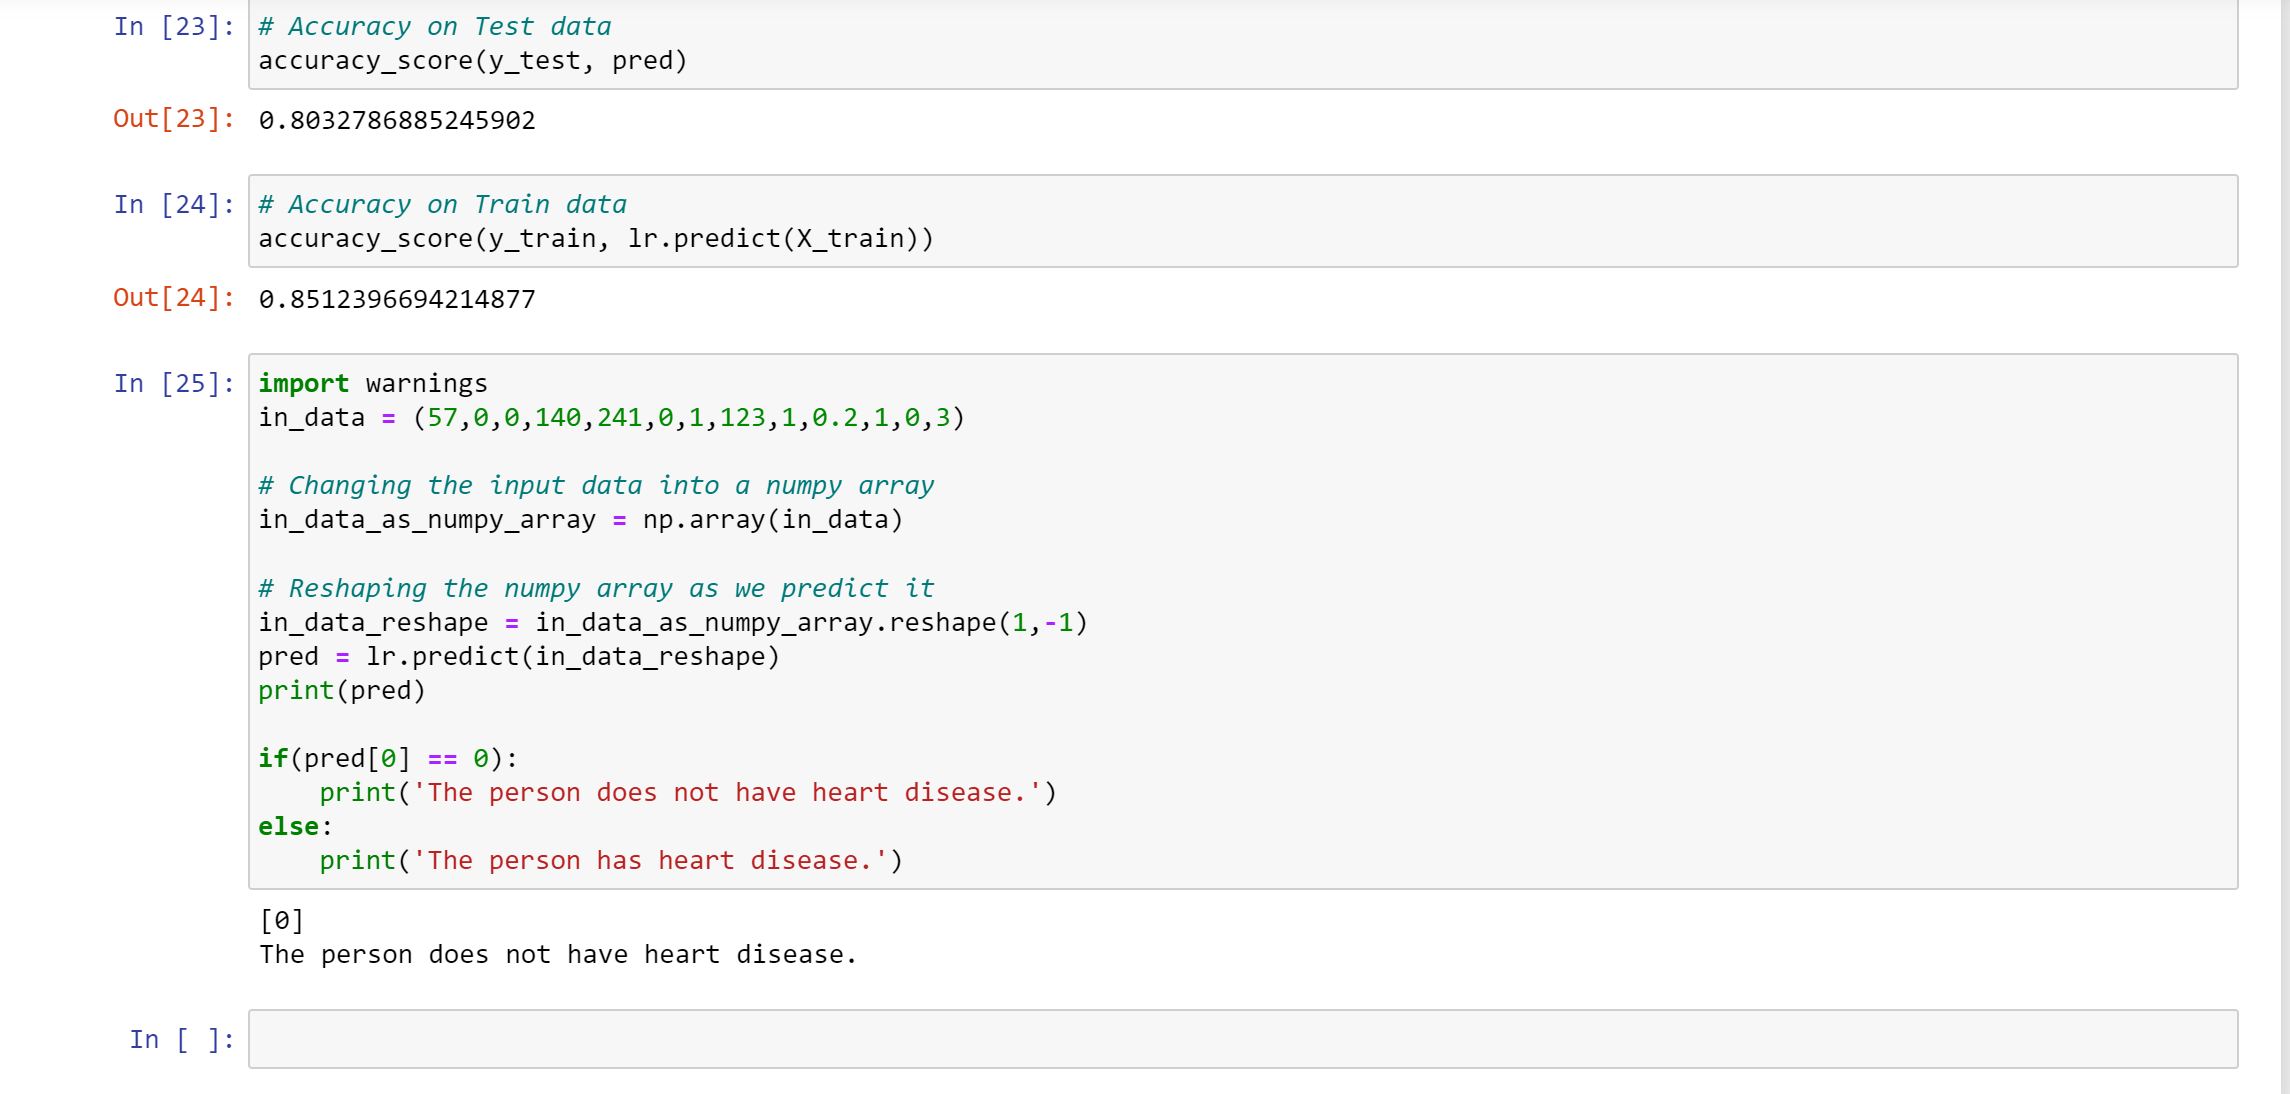 In [23]: # Accuracy on Test data
accuracy_score(y_test, pred)
Out[23]: 0.8032786885245902
In [24]: # Accuracy on Train data
accuracy_score(y_train, lr.predict(X_train))
Out[24]: 0.8512396694214877
In [25]: import warnings
in_data = (57,0,0,140,241,0,1,123,1,0.2,1,0,3)
# Changing the input data into a numpy array
in_data_as_numpy_array = np.array(in_data)
# Reshaping the numpy array as we predict it
in_data_reshape = in_data_as_numpy_array.reshape(1,-1)
pred = lr.predict(in_data_reshape)
print(pred)
if(pred[0] == 0):
    print('The person does not have heart disease.')
else:
    print('The person has heart disease.')
[0]
The person does not have heart disease.
In [ ]: